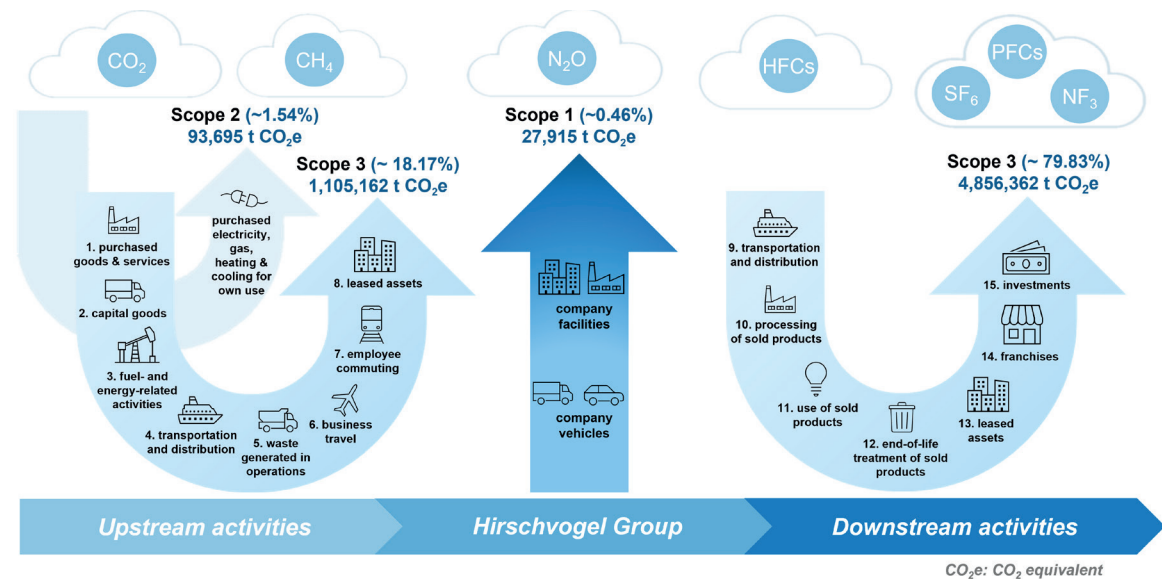 CO2
CH4
N2O
HFCs
PFCs
SF6
NF3
Scope 2 (~1.54%)
93,695 t CO2e
Scope 3 (~ 18.17%)
1,105,162 t CO2e
Scope 1 (~0.46%)
27,915 t CO2e
Scope 3 (~ 79.83%)
4,856,362 t CO2e
purchased
electricity,
gas,
heating &
cooling for
own use
1. purchased
goods & services
2. capital goods
3. fuel- and
energy-related
activities
4. transportation
and distribution
5. waste
generated in
operations
6. business
travel
7. employee
commuting
8. leased assets
company
facilities
company
vehicles
9. transportation
and distribution
10. processing
of sold products
11. use of sold
products
12. end-of-life
treatment of sold
products
13. leased
assets
14. franchises
15. investments
Upstream activities
Hirschvogel Group
Downstream activities
CO2e: CO2 equivalent